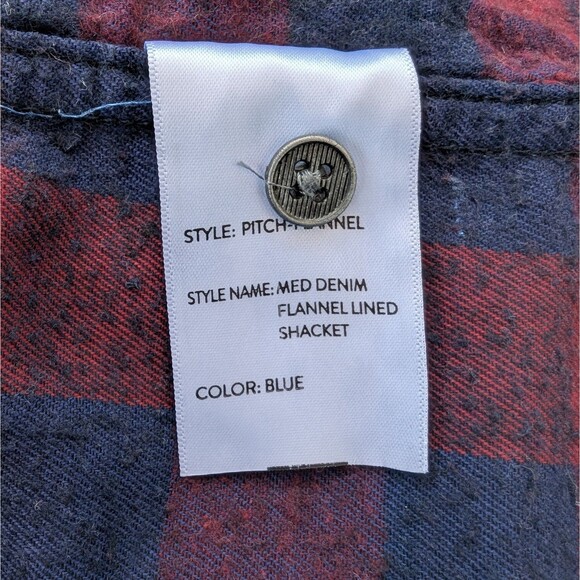 STYLE: PITCH-FLANNEL
STYLE NAME: MED DENIM
FLANNEL LINED
SHACKET
COLOR: BLUE